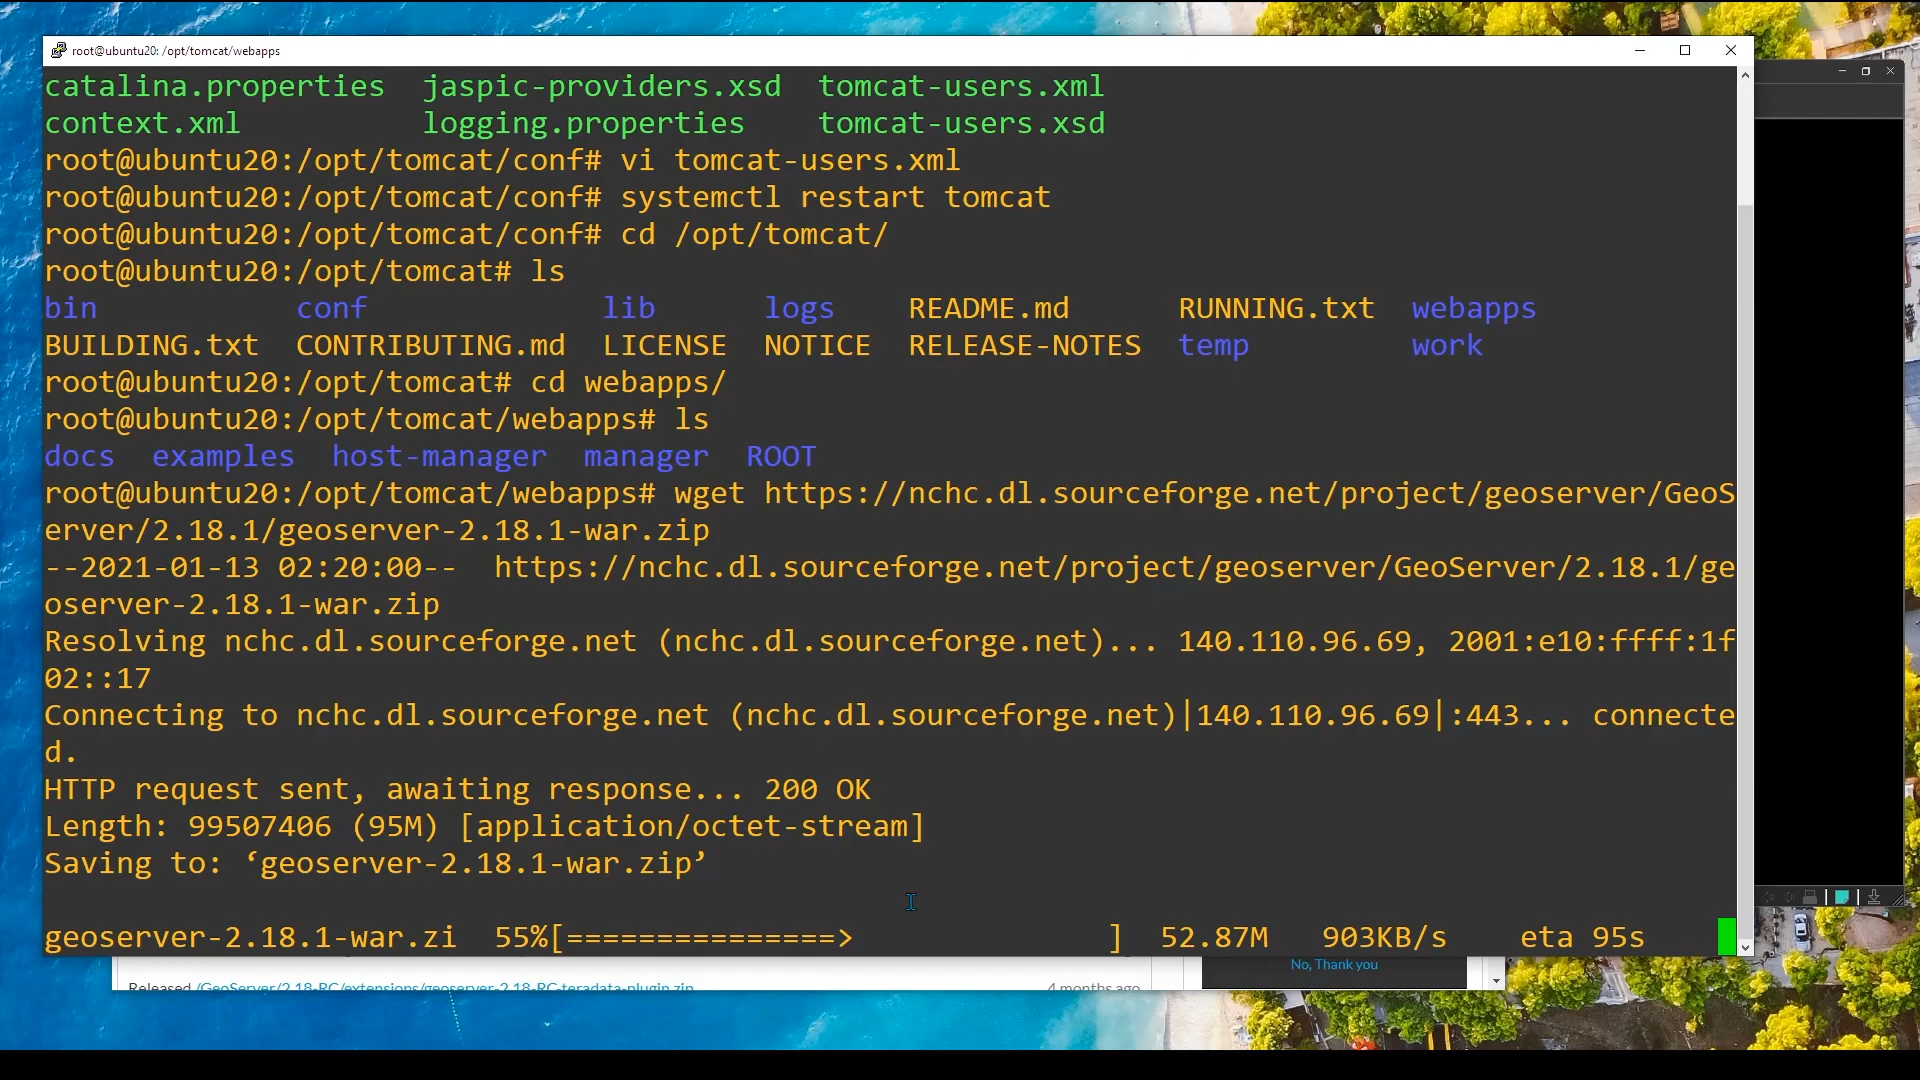 root@ubuntu20: /opt/tomcat/webapps
catalina.properties  jaspic-providers.xsd  tomcat-users.xml
context.xml          logging.properties    tomcat-users.xsd
root@ubuntu20:/opt/tomcat/conf# vi tomcat-users.xml
root@ubuntu20:/opt/tomcat/conf# systemctl restart tomcat
root@ubuntu20:/opt/tomcat/conf# cd /opt/tomcat/
root@ubuntu20:/opt/tomcat# ls
bin           conf             lib      logs    README.md      RUNNING.txt  webapps
BUILDING.txt  CONTRIBUTING.md  LICENSE  NOTICE  RELEASE-NOTES  temp         work
root@ubuntu20:/opt/tomcat# cd webapps/
root@ubuntu20:/opt/tomcat/webapps# ls
docs  examples  host-manager  manager  ROOT
root@ubuntu20:/opt/tomcat/webapps# wget https://nchc.dl.sourceforge.net/project/geoserver/GeoS
erver/2.18.1/geoserver-2.18.1-war.zip
--2021-01-13 02:20:00--  https://nchc.dl.sourceforge.net/project/geoserver/GeoServer/2.18.1/ge
oserver-2.18.1-war.zip
Resolving nchc.dl.sourceforge.net (nchc.dl.sourceforge.net)... 140.110.96.69, 2001:e10:ffff:1f
02::17
Connecting to nchc.dl.sourceforge.net (nchc.dl.sourceforge.net)|140.110.96.69|:443... connecte
d.
HTTP request sent, awaiting response... 200 OK
Length: 99507406 (95M) [application/octet-stream]
Saving to: ‘geoserver-2.18.1-war.zip’
geoserver-2.18.1-war.zi  55%[===============>              ]  52.87M   903KB/s    eta 95s
No, Thank you
Released /GeoServer/2.18-RC/extensions/geoserver-2.18-RC-teradata-plugin.zip  4 months ago